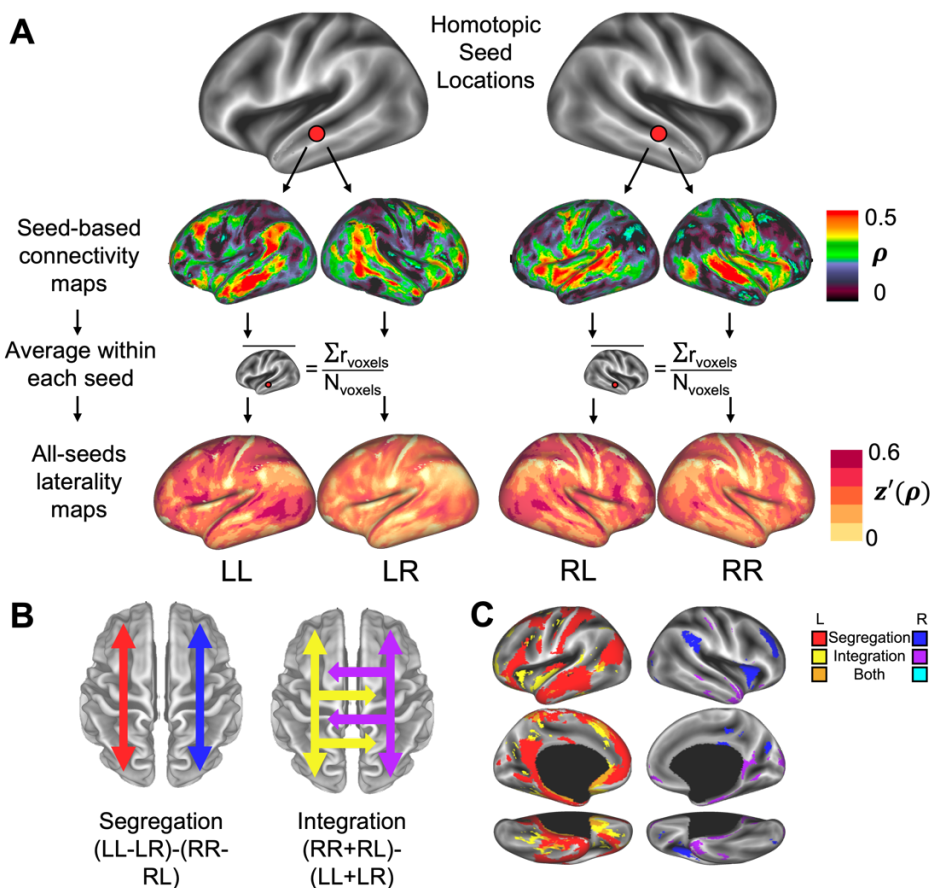 A
Homotopic
Seed
Locations
Seed-based
connectivity
maps
0.5
ρ
0
Average within
each seed
= Σr_voxels / N_voxels
= Σr_voxels / N_voxels
All-seeds
laterality
maps
0.6
z′(ρ)
0
LL LR RL RR
B
Segregation
(LL-LR)-(RR-
RL)
Integration
(RR+RL)-
(LL+LR)
C
L R
Segregation
Integration
Both